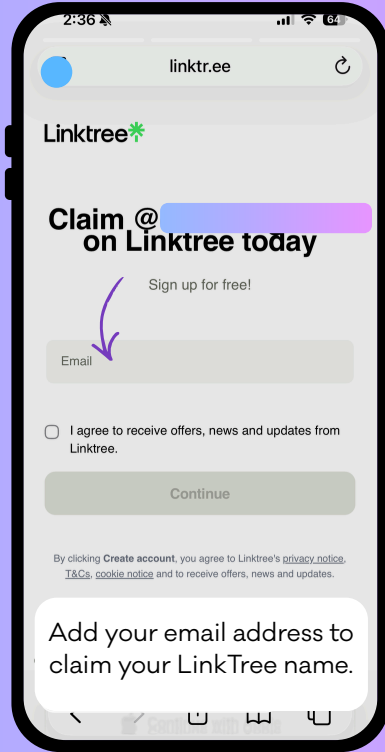 2:36
64
linktr.ee
Linktree
Claim @
on Linktree today
Sign up for free!
Email
I agree to receive offers, news and updates from
Linktree.
Continue
By clicking Create account, you agree to Linktree's privacy notice,
T&Cs, cookie notice and to receive offers, news and updates.
Add your email address to
claim your LinkTree name.